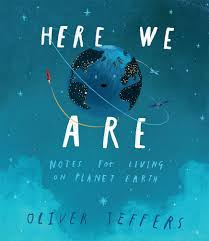 HERE WE
ARE
NOTES FOR LIVING
ON PLANET EARTH
OLIVER JEFFERS